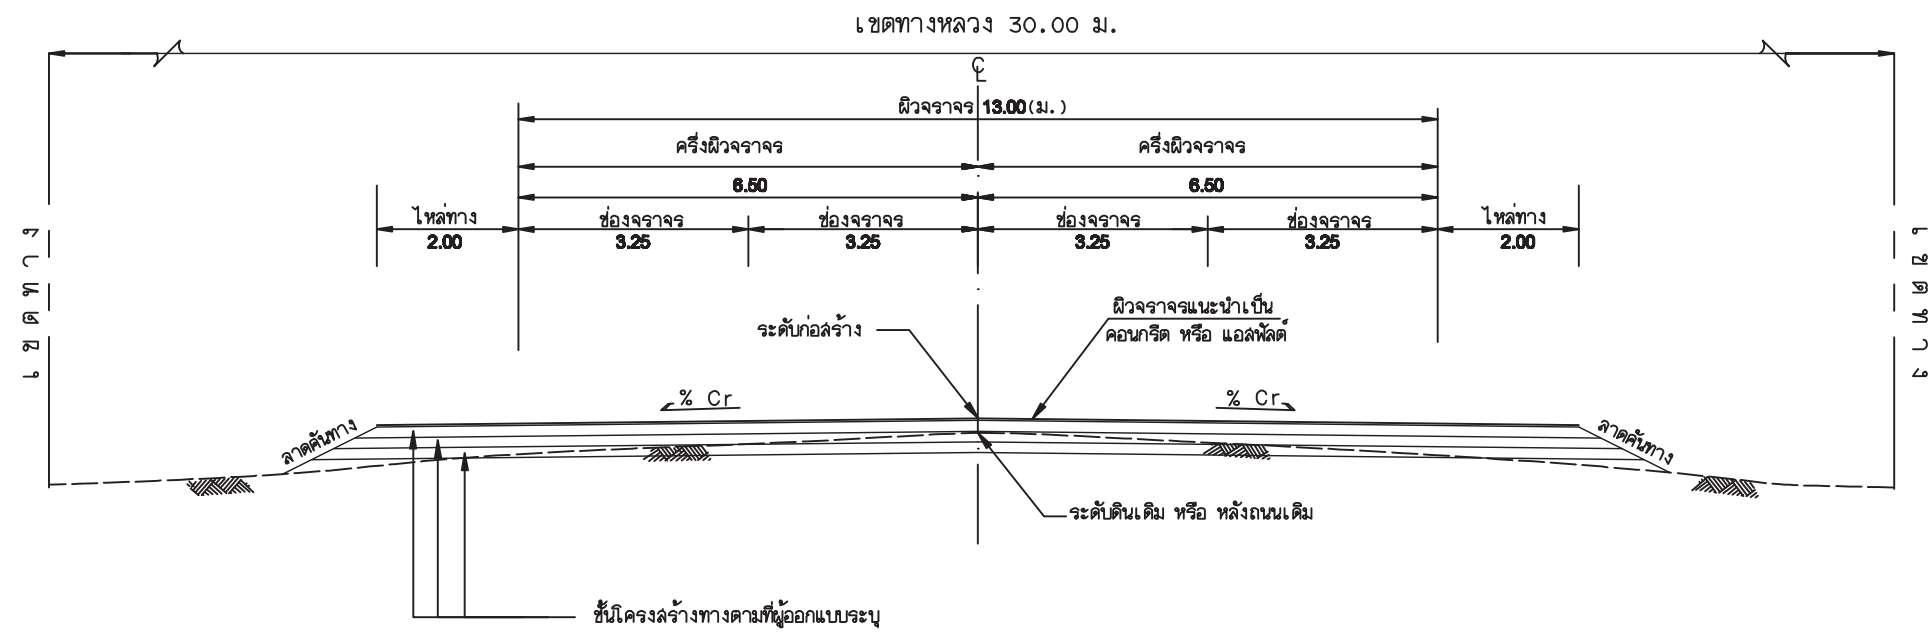 เขตทางหลวง 30.00 ม.
℄
ผิวจราจร 13.00(ม.)
ครึ่งผิวจราจร ครึ่งผิวจราจร
6.50 6.50
ไหล่ทาง ช่องจราจร ช่องจราจร ช่องจราจร ช่องจราจร ไหล่ทาง
2.00 3.25 3.25 3.25 3.25 2.00
เขตทาง
เขตทาง
ระดับก่อสร้าง
ผิวจราจรแนะนำเป็น
คอนกรีต หรือ แอสฟัลต์
% Cr % Cr
ลาดคันทาง ลาดคันทาง
ระดับดินเดิม หรือ หลังถนนเดิม
ชั้นโครงสร้างทางตามที่ผู้ออกแบบระบุ